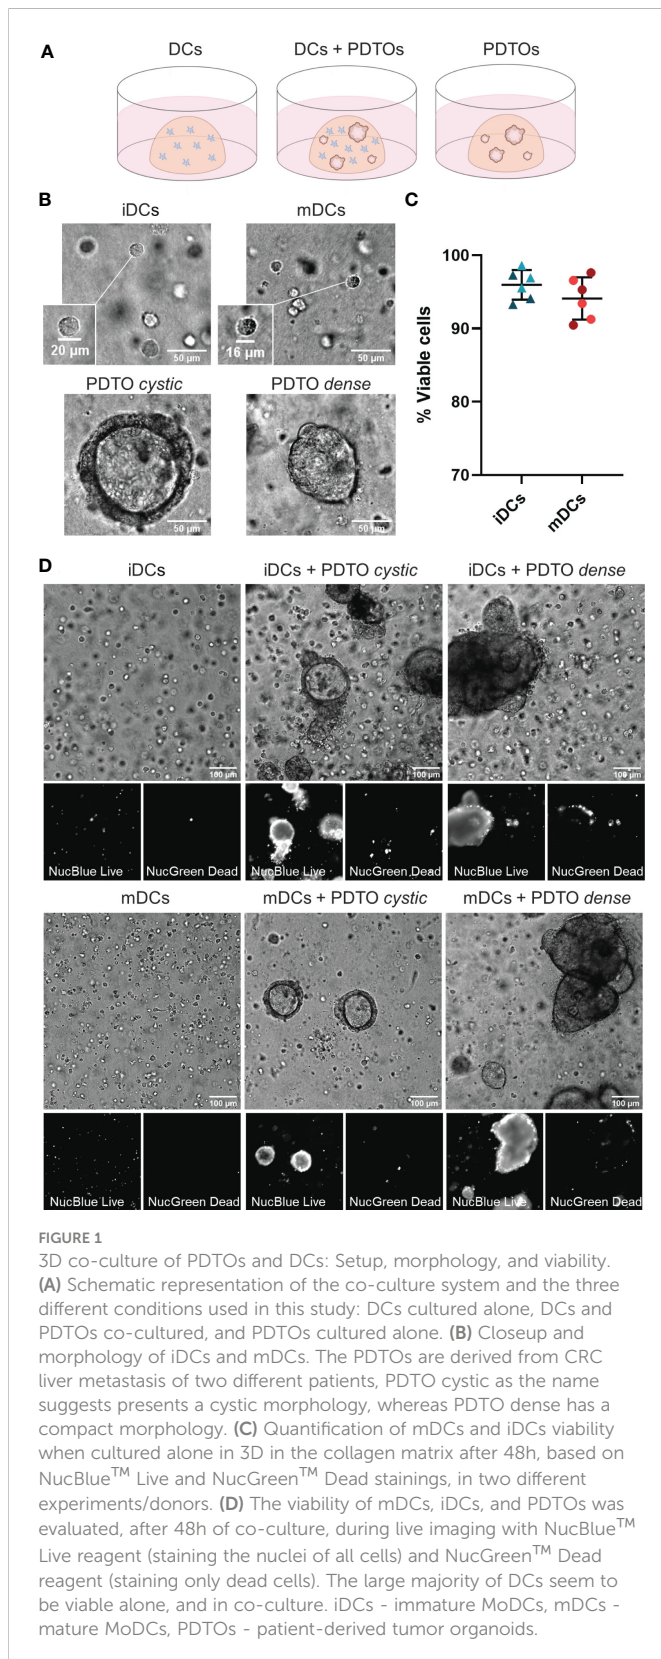 A
DCs
DCs + PDTOs
PDTOs
B
iDCs
mDCs
20 µm
50 µm
16 µm
50 µm
PDTO cystic
PDTO dense
50 µm
50 µm
C
100
90
80
70
% Viable cells
iDCs
mDCs
D
iDCs
iDCs + PDTO cystic
iDCs + PDTO dense
100 µm
100 µm
100 µm
NucBlue Live
NucGreen Dead
NucBlue Live
NucGreen Dead
NucBlue Live
NucGreen Dead
mDCs
mDCs + PDTO cystic
mDCs + PDTO dense
100 µm
100 µm
100 µm
NucBlue Live
NucGreen Dead
NucBlue Live
NucGreen Dead
NucBlue Live
NucGreen Dead
FIGURE 1
3D co-culture of PDTOs and DCs: Setup, morphology, and viability.
(A) Schematic representation of the co-culture system and the three
different conditions used in this study: DCs cultured alone, DCs and
PDTOs co-cultured, and PDTOs cultured alone. (B) Closeup and
morphology of iDCs and mDCs. The PDTOs are derived from CRC
liver metastasis of two different patients, PDTO cystic as the name
suggests presents a cystic morphology, whereas PDTO dense has a
compact morphology. (C) Quantification of mDCs and iDCs viability
when cultured alone in 3D in the collagen matrix after 48h, based on
NucBlue™ Live and NucGreen™ Dead stainings, in two different
experiments/donors. (D) The viability of mDCs, iDCs, and PDTOs was
evaluated, after 48h of co-culture, during live imaging with NucBlue™
Live reagent (staining the nuclei of all cells) and NucGreen™ Dead
reagent (staining only dead cells). The large majority of DCs seem to
be viable alone, and in co-culture. iDCs - immature MoDCs, mDCs -
mature MoDCs, PDTOs - patient-derived tumor organoids.